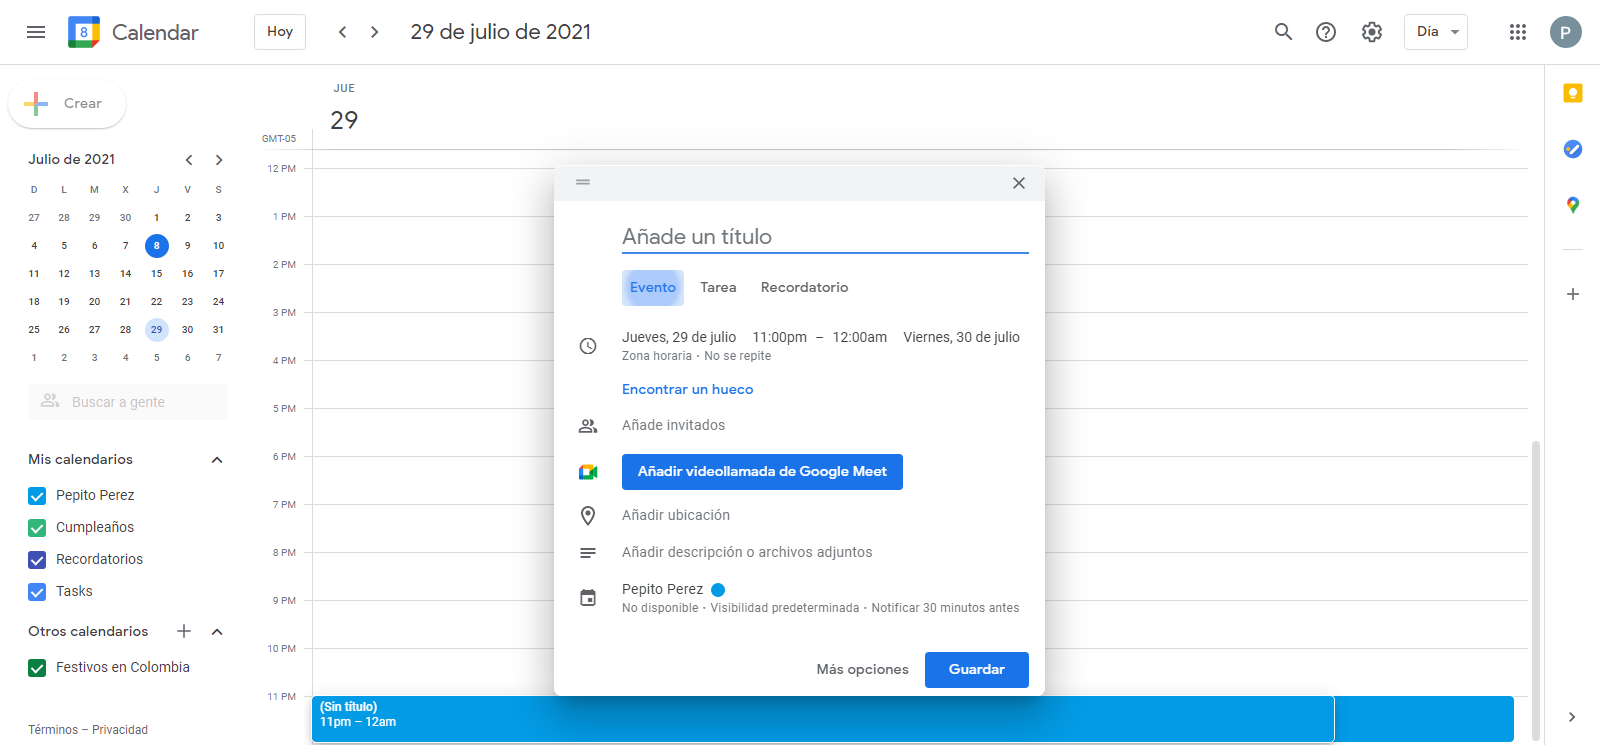 8 Calendar Hoy 29 de julio de 2021 Día P
Crear
JUE
29
GMT-05
Julio de 2021
D L M X J V S
27 28 29 30 1 2 3
4 5 6 7 8 9 10
11 12 13 14 15 16 17
18 19 20 21 22 23 24
25 26 27 28 29 30 31
1 2 3 4 5 6 7
Buscar a gente
Mis calendarios
Pepito Perez
Cumpleaños
Recordatorios
Tasks
Otros calendarios
Festivos en Colombia
Términos – Privacidad
12 PM
1 PM
2 PM
3 PM
4 PM
5 PM
6 PM
7 PM
8 PM
9 PM
10 PM
11 PM
Añade un título
Evento Tarea Recordatorio
Jueves, 29 de julio 11:00pm – 12:00am Viernes, 30 de julio
Zona horaria • No se repite
Encontrar un hueco
Añade invitados
Añadir videollamada de Google Meet
Añadir ubicación
Añadir descripción o archivos adjuntos
Pepito Perez
No disponible • Visibilidad predeterminada • Notificar 30 minutos antes
Más opciones Guardar
(Sin título)
11pm – 12am